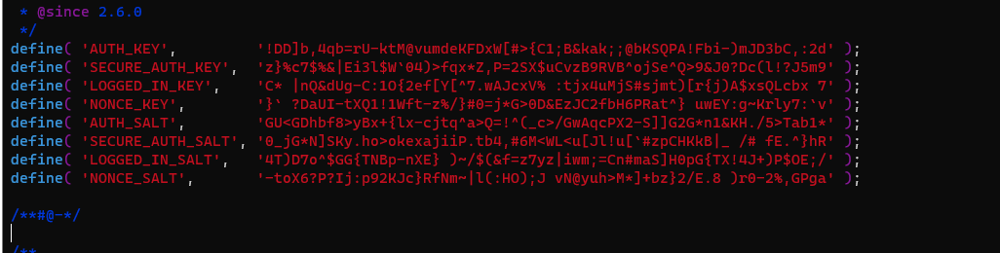 * @since 2.6.0
*/
define( 'AUTH_KEY',         '!DD]b,4qb=rU-ktM@vumdeKFDxW[#>{C1;B&kak;;@bKSQPA!Fbi-)mJD3bC,:2d' );
define( 'SECURE_AUTH_KEY',  'z}%c7$%&|Ei3l$W`04)>fqx*Z,P=2SX$uCvzB9RVB^ojSe^Q>9&J0?Dc(l!?J5m9' );
define( 'LOGGED_IN_KEY',    'C* |nQ&dUg-C:1O{2ef[Y[^7.wAJcxV% :tjx4uMjS#sjmt)[r{j)A$xsQLcbx 7' );
define( 'NONCE_KEY',        '}` ?DaUI-tXQ1!1Wft-z%/}#0=j*G>0D&EzJC2fbH6PRat^} uwEY:g~Krly7:`v' );
define( 'AUTH_SALT',        'GU<GDhbf8>yBx+{lx-cjtq^a>Q=!^(_c>/GwAqcPX2-S]]G2G*n1&KH./5>Tab1*' );
define( 'SECURE_AUTH_SALT', '0_jG*N]SKy.ho>okexajiiP.tb4,#6M<WL<u[Jl!u[`#zpCHKkB|_ /# fE.^}hR' );
define( 'LOGGED_IN_SALT',   '4T)D7o^$GG{TNBp-nXE} )~/$(&f=z7yz|iwm;=Cn#maS]H0pG{TX!4J+)P$OE;/' );
define( 'NONCE_SALT',       '-toX6?P?Ij:p92KJc}RfNm~|l(:HO);J vN@yuh>M*]+bz}2/E.8 )r0-2%,GPga' );
/**#@-*/
/**